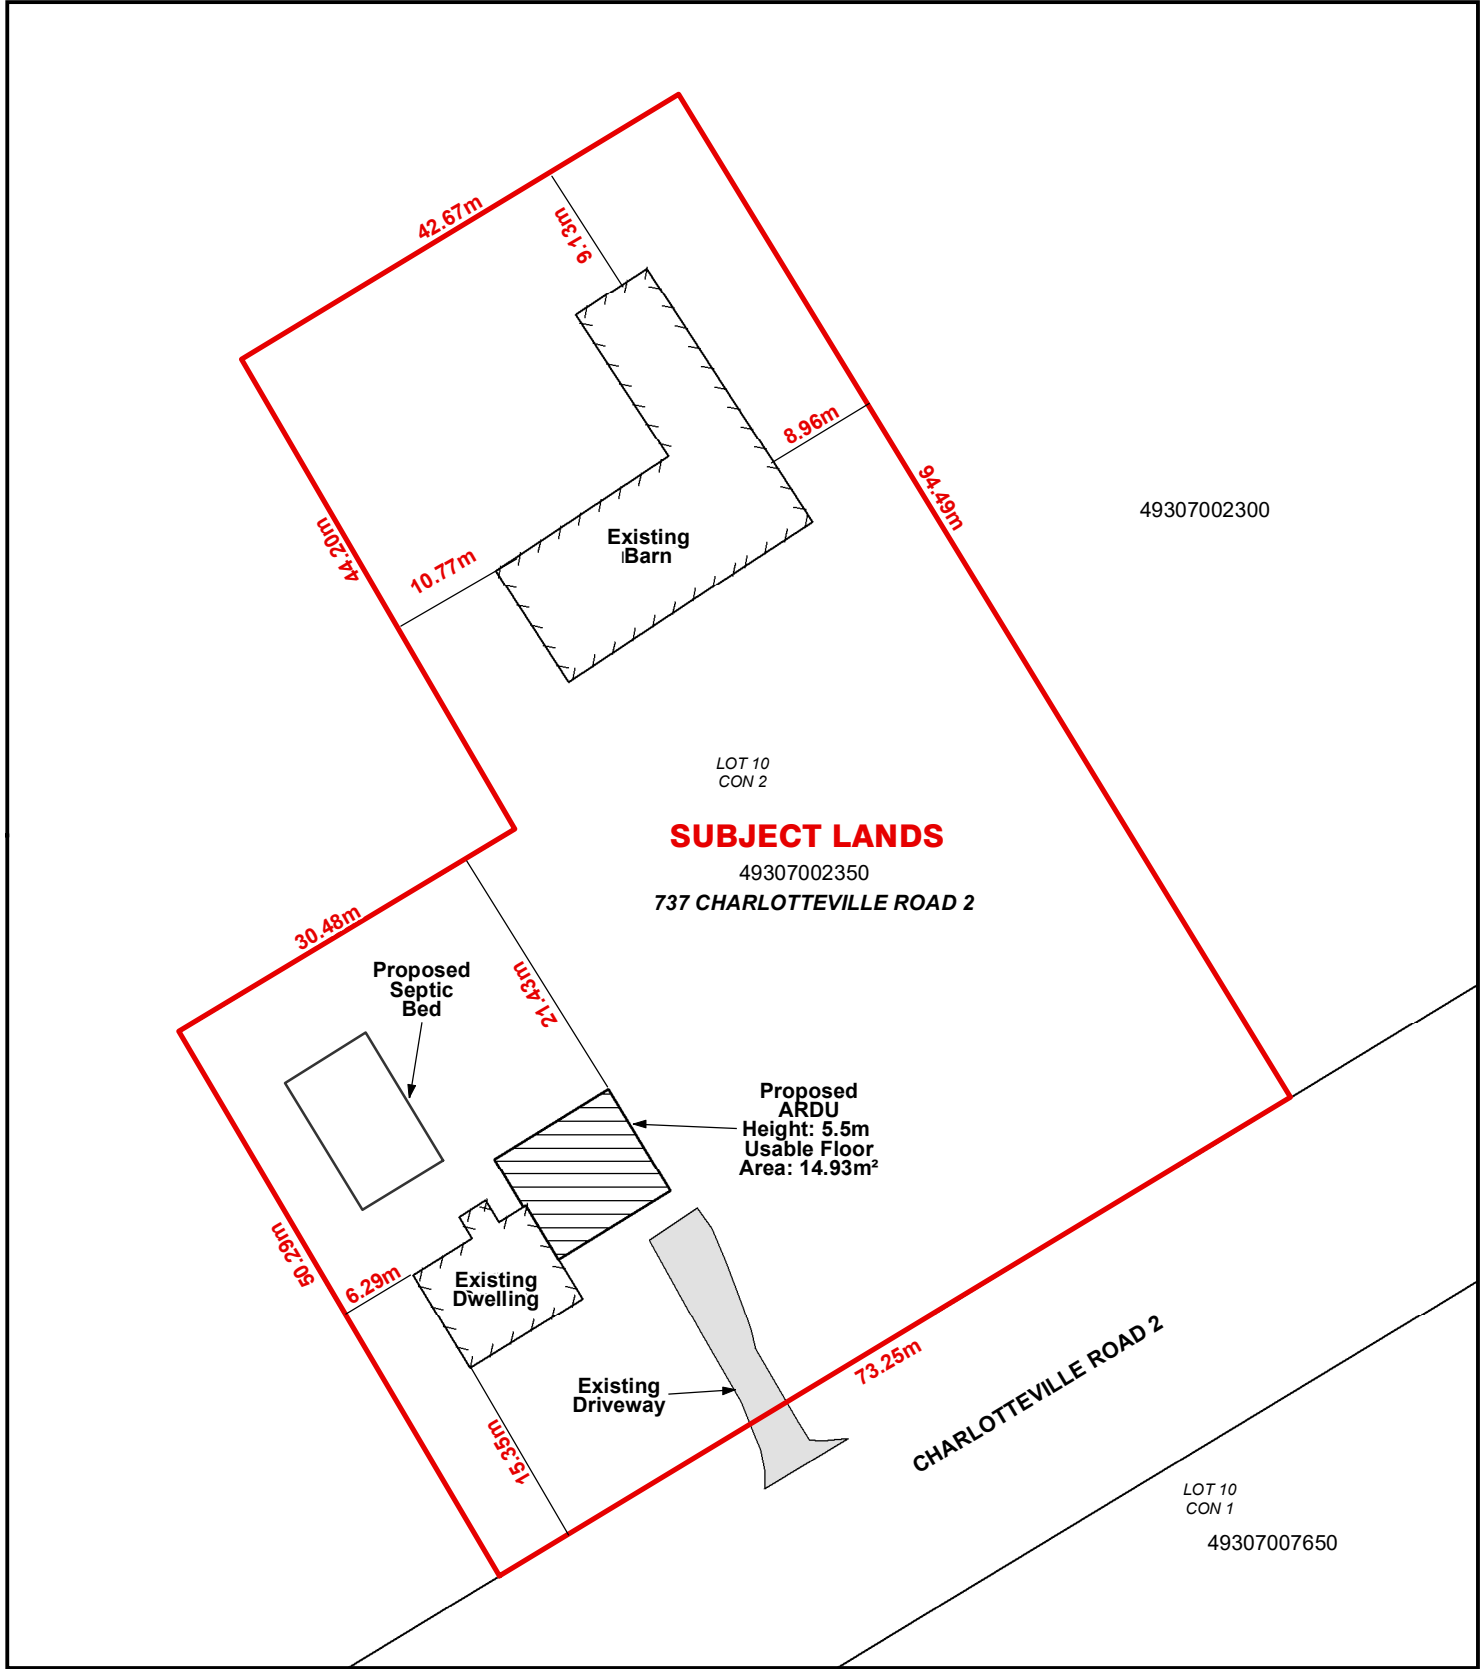 42.67m
9.13m
8.96m
94.49m
49307002300
44.20m
10.77m
Existing
Barn
LOT 10
CON 2
SUBJECT LANDS
49307002350
737 CHARLOTTEVILLE ROAD 2
30.48m
21.43m
Proposed
Septic
Bed
Proposed
ARDU
Height: 5.5m
Usable Floor
Area: 14.93m²
50.29m
6.29m
Existing
Dwelling
Existing
Driveway
73.25m
15.35m
CHARLOTTEVILLE ROAD 2
LOT 10
CON 1
49307007650